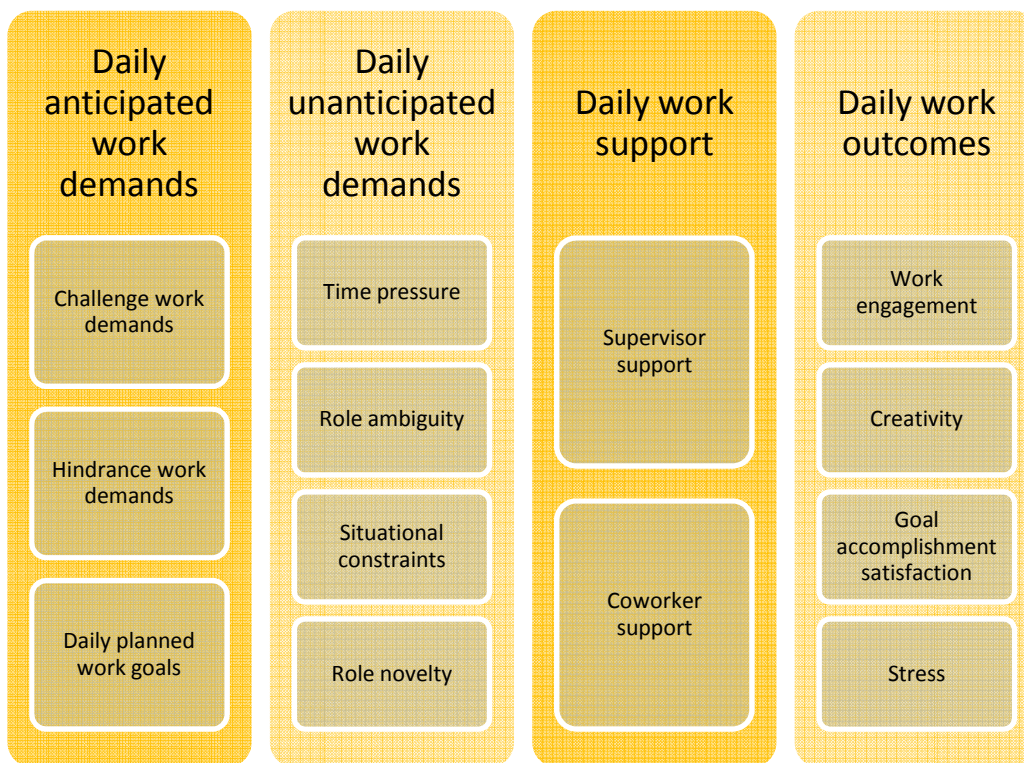 Daily
anticipated
work
demands
Challenge work
demands
Hindrance work
demands
Daily planned
work goals
Daily
unanticipated
work
demands
Time pressure
Role ambiguity
Situational
constraints
Role novelty
Daily work
support
Supervisor
support
Coworker
support
Daily work
outcomes
Work
engagement
Creativity
Goal
accomplishment
satisfaction
Stress